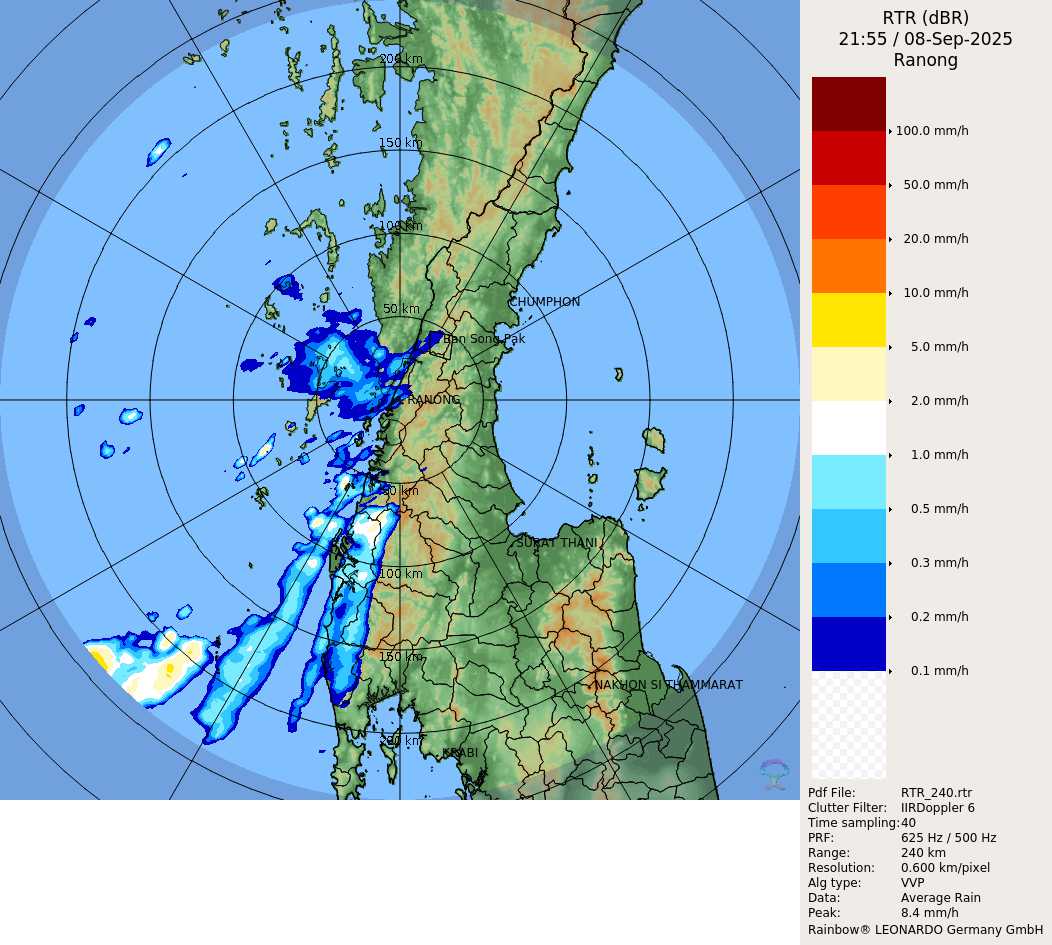 RTR (dBR)
21:55 / 08-Sep-2025
Ranong
100.0 mm/h
50.0 mm/h
20.0 mm/h
10.0 mm/h
5.0 mm/h
2.0 mm/h
1.0 mm/h
0.5 mm/h
0.3 mm/h
0.2 mm/h
0.1 mm/h
200 km
150 km
100 km
50 km
CHUMPHON
Ban Song Pak
RANONG
50 km
SURAT THANI
100 km
150 km
NAKHON SI THAMMARAT
200 km
KRABI
Pdf File: RTR_240.rtr
Clutter Filter: IIRDoppler 6
Time sampling:40
PRF: 625 Hz / 500 Hz
Range: 240 km
Resolution: 0.600 km/pixel
Alg type: VVP
Data: Average Rain
Peak: 8.4 mm/h
Rainbow® LEONARDO Germany GmbH